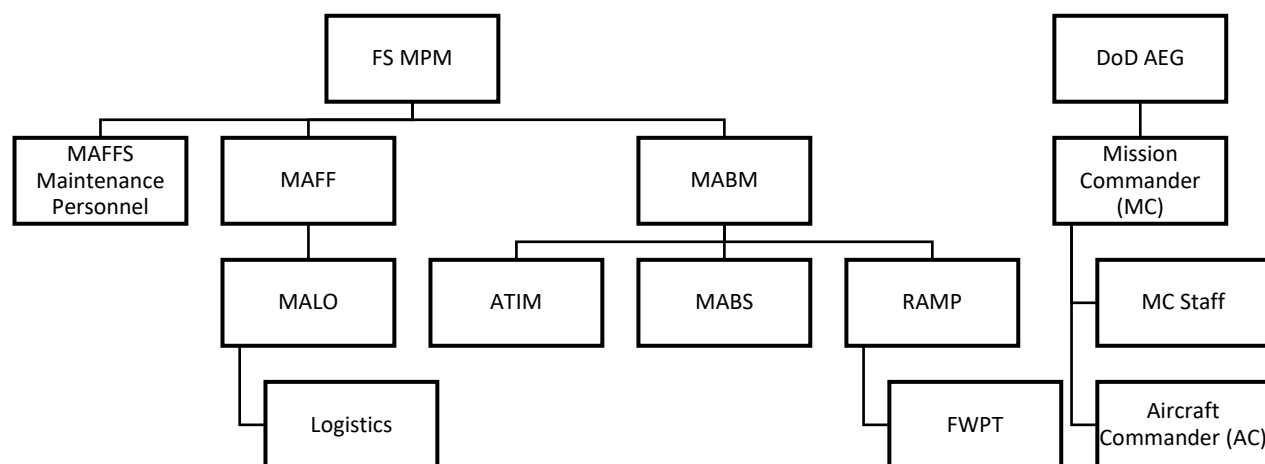 FS MPM
DoD AEG
MAFFS
Maintenance
Personnel
MAFF
MABM
Mission
Commander
(MC)
MALO
ATIM
MABS
RAMP
MC Staff
Logistics
FWPT
Aircraft
Commander (AC)